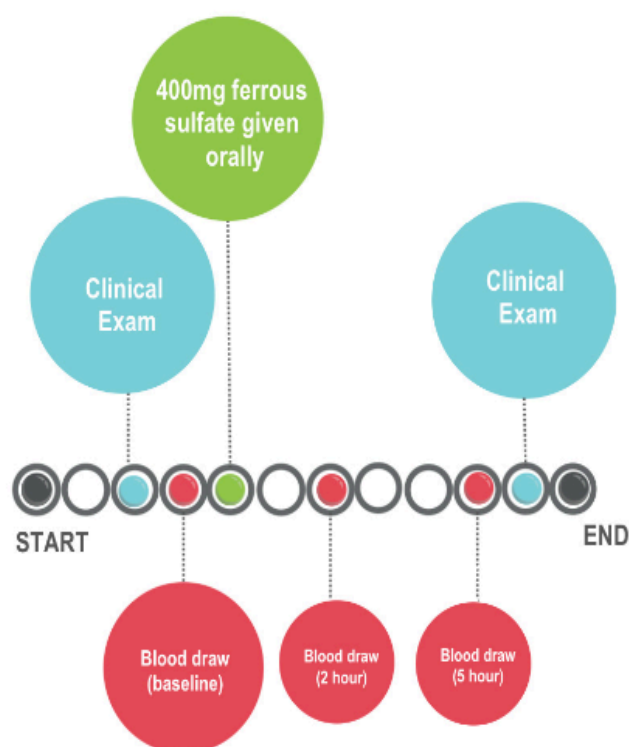 400mg ferrous
sulfate given
orally
Clinical
Exam
Clinical
Exam
START
END
Blood draw
(baseline)
Blood draw
(2 hour)
Blood draw
(5 hour)